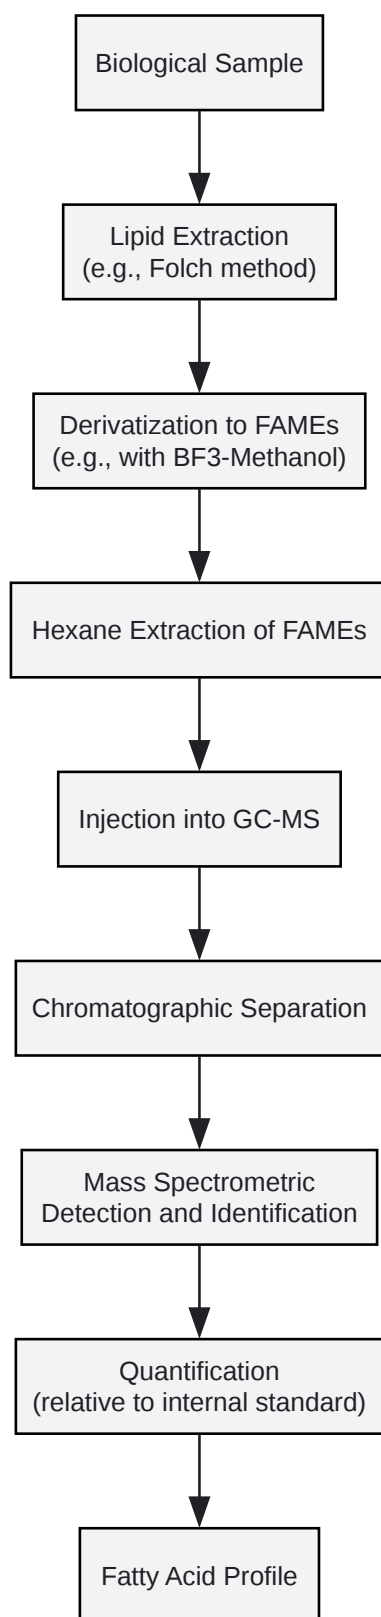 Biological Sample
Lipid Extraction
(e.g., Folch method)
Derivatization to FAMEs
(e.g., with BF3-Methanol)
Hexane Extraction of FAMEs
Injection into GC-MS
Chromatographic Separation
Mass Spectrometric
Detection and Identification
Quantification
(relative to internal standard)
Fatty Acid Profile